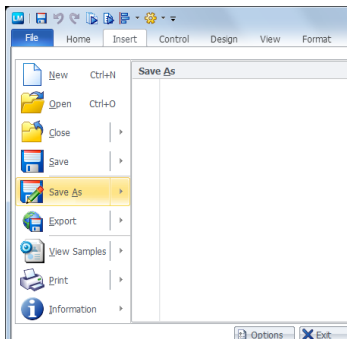 LM
File Home Insert Control Design View Format
New Ctrl+N
Open Ctrl+O
Close
Save
Save As
Export
View Samples
Print
Information
Save As
Options Exit